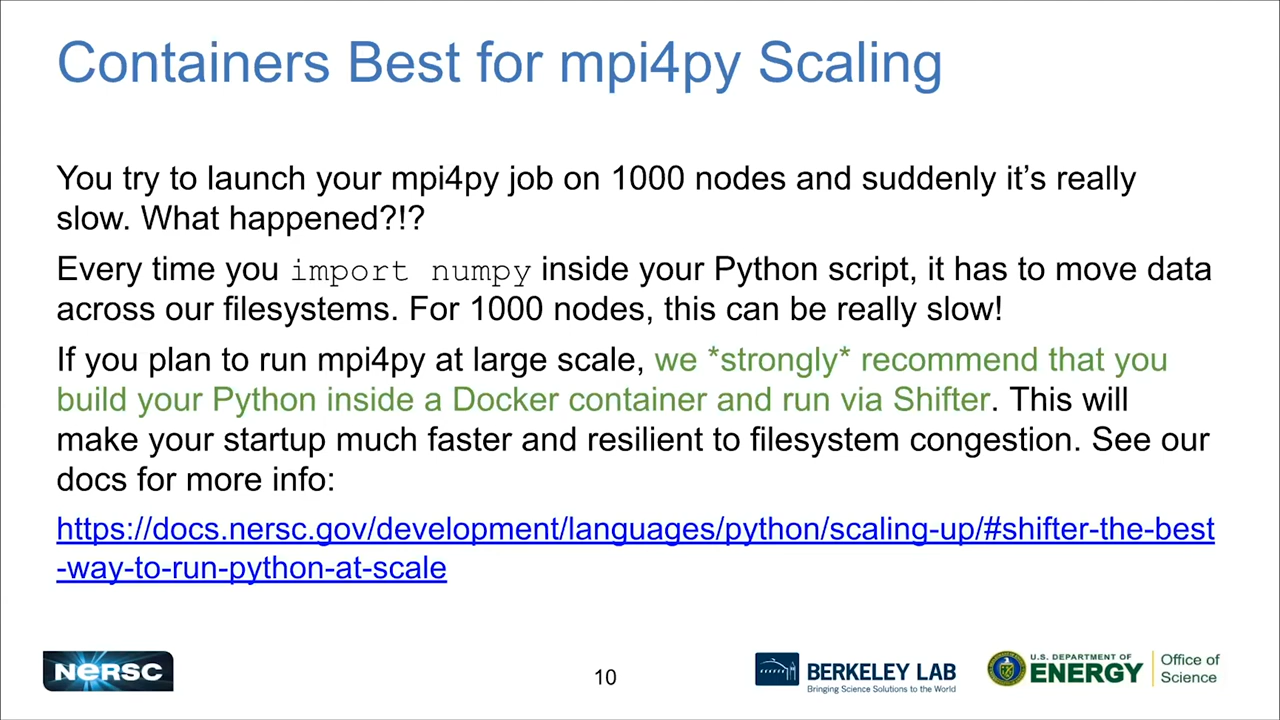 Containers Best for mpi4py Scaling
You try to launch your mpi4py job on 1000 nodes and suddenly it’s really
slow. What happened?!?
Every time you import numpy inside your Python script, it has to move data
across our filesystems. For 1000 nodes, this can be really slow!
If you plan to run mpi4py at large scale, we *strongly* recommend that you
build your Python inside a Docker container and run via Shifter. This will
make your startup much faster and resilient to filesystem congestion. See our
docs for more info:
https://docs.nersc.gov/development/languages/python/scaling-up/#shifter-the-best
-way-to-run-python-at-scale
NERSC
10
BERKELEY LAB
Bringing Science Solutions to the World
U.S. DEPARTMENT OF
ENERGY
Office of
Science